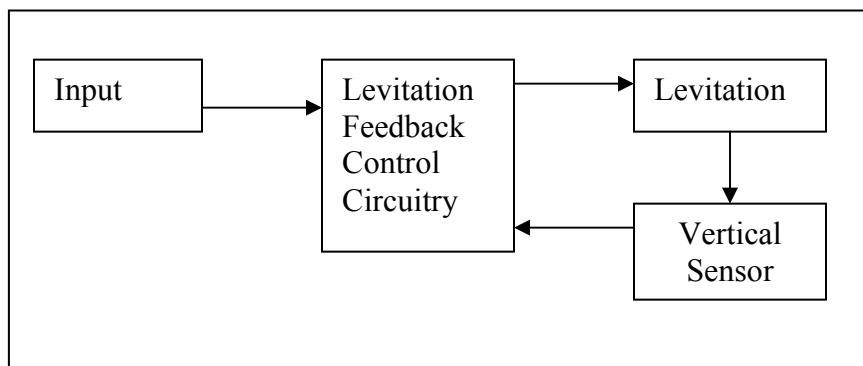 Input
Levitation
Feedback
Control
Circuitry
Levitation
Vertical
Sensor